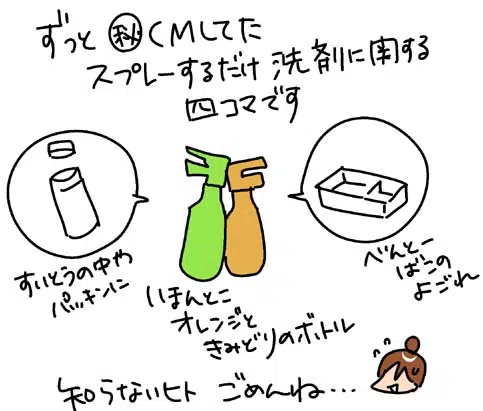 ずっと ㊙CMしてた
スプレーするだけ 洗剤に関する
四コマです
すいとうの中や
パッキンに
いほんとこ
オレンジと
きみどりのボトル
べんとー
ばこの
よごれ
知らないヒト ごめんね…